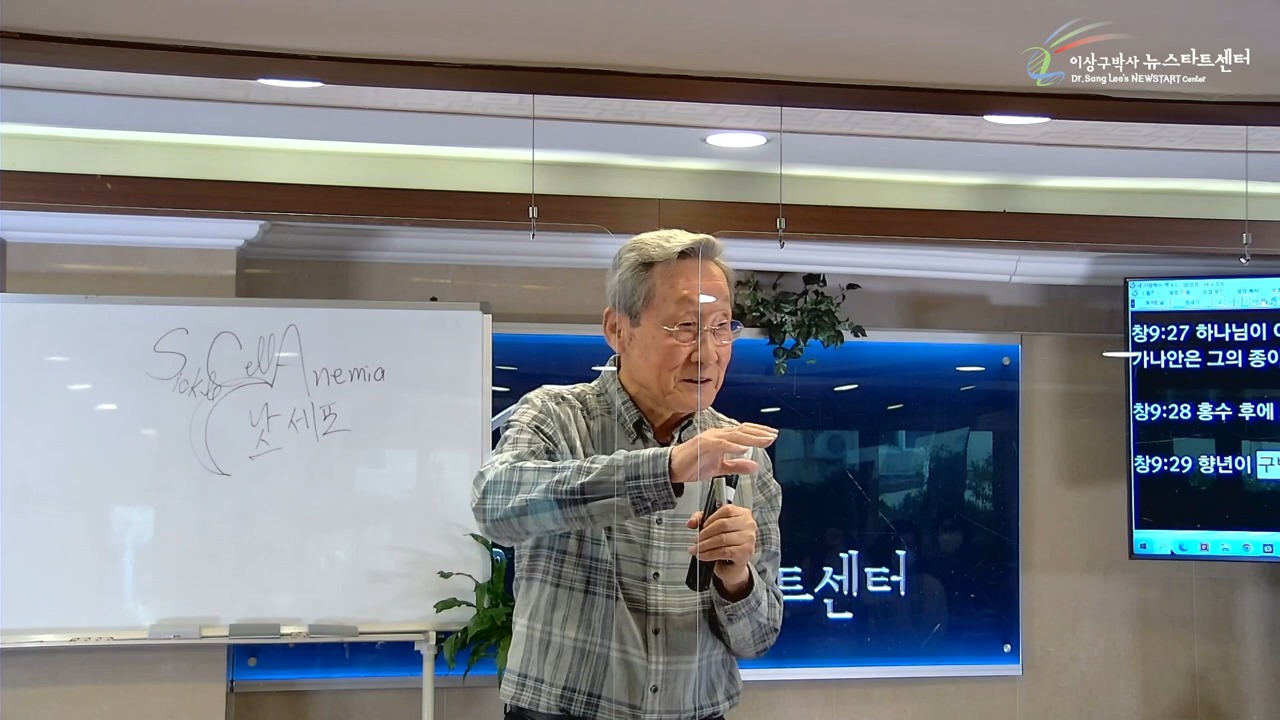 이상구박사 뉴스타트센터
Dr. Sang Lee's NEWSTART Center
Sickle Cell Anemia
낫 세포
창9:27 하나님이
가나안은 그의 종이
창9:28 홍수 후에
창9:29 향년이 구
트센터